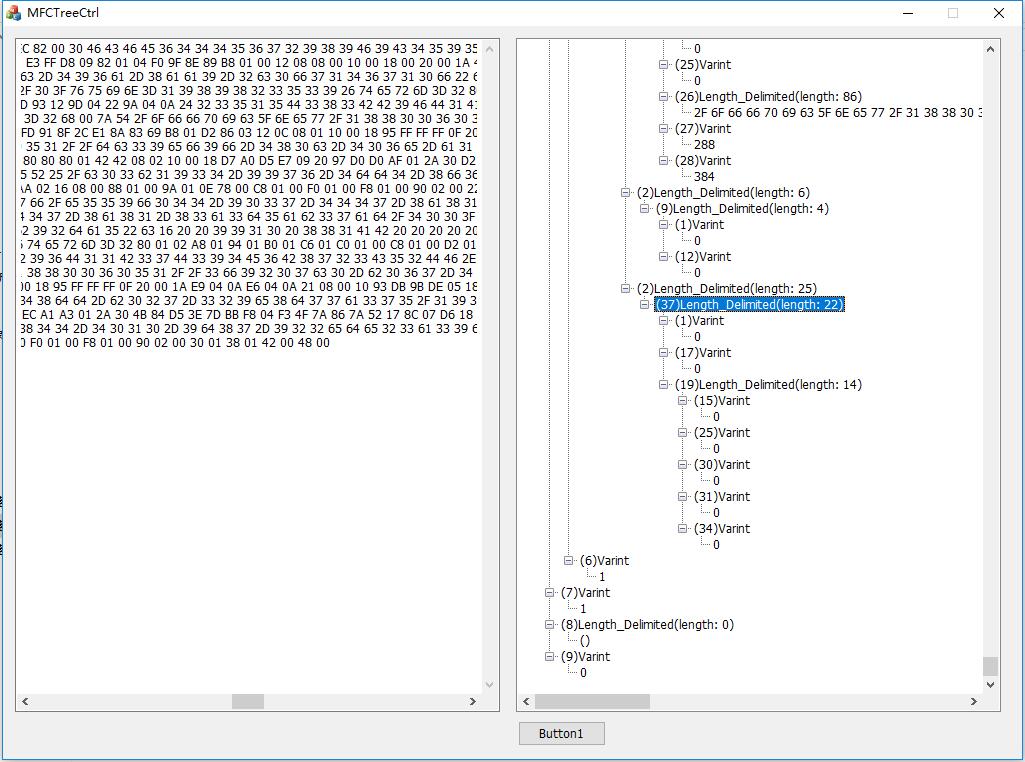 MFCTreeCtrl
C 82 00 30 46 43 46 45 36 34 34 34 35 36 37 32 39 38 39 46 39 43 34 35 39 35
E3 FF D8 09 82 01 04 F0 9F 8E 89 B8 01 00 12 08 08 00 10 00 18 00 20 00 1A 4
63 2D 34 39 36 61 2D 38 61 61 39 2D 32 63 30 66 37 31 34 36 37 31 30 66 22 6
2F 30 3F 76 75 69 6E 3D 31 39 38 39 38 32 33 35 33 39 26 74 65 72 6D 3D 32 8
D 93 12 9D 04 22 9A 04 0A 24 32 33 35 31 35 44 33 38 33 42 42 39 46 44 31 41
3D 32 68 00 7A 54 2F 6F 66 66 70 69 63 5F 6E 65 77 2F 31 38 38 30 30 36 30 3
FD 91 8F 2C E1 8A 83 69 B8 01 D2 86 03 12 0C 08 01 10 00 18 95 FF FF FF 0F 20
35 31 2F 2F 64 63 33 39 65 66 39 66 2D 34 38 30 63 2D 34 30 36 65 2D 61 31
80 80 80 01 42 42 08 02 10 00 18 D7 A0 D5 E7 09 20 97 D0 D0 AF 01 2A 30 D2
5 52 25 2F 63 30 33 62 31 39 33 34 2D 39 39 37 36 2D 34 64 64 34 2D 38 66 36
AA 02 16 08 00 88 01 00 9A 01 0E 78 00 C8 01 00 F0 01 00 F8 01 00 90 02 00 22
7 66 2F 65 35 35 39 66 30 34 34 2D 39 30 33 37 2D 34 34 34 37 2D 38 61 38 31
4 34 37 2D 38 61 38 31 2D 38 33 61 33 64 35 61 62 33 37 61 64 2F 34 30 30 3F
39 32 64 61 35 22 63 16 20 20 39 39 31 30 20 38 38 31 41 42 20 20 20 20 20
74 65 72 6D 3D 32 80 01 02 A8 01 94 01 B0 01 C6 01 C0 01 00 C8 01 00 D2 01
2 39 36 44 31 31 42 33 37 44 33 39 34 45 36 42 38 37 32 33 43 35 32 44 46 2E
38 38 30 30 36 30 35 31 2F 2F 33 66 39 32 30 37 63 30 2D 62 30 36 37 2D 34
00 18 95 FF FF FF 0F 20 00 1A E9 04 0A E6 04 0A 21 08 00 10 93 DB 9B DE 05 18
34 38 64 64 2D 62 30 32 37 2D 33 32 39 65 38 64 37 37 61 33 37 35 2F 31 39 3
EC A1 A3 01 2A 30 4B 84 D5 3E 7D BB F8 04 F3 4F 7A 86 7A 52 17 8C 07 D6 18
38 34 34 2D 34 30 31 30 2D 39 64 38 37 2D 39 32 32 65 64 65 32 33 61 33 39 6
0 F0 01 00 F8 01 00 90 02 00 30 01 38 01 42 00 48 00
0
(25)Varint
0
(26)Length_Delimited(length: 86)
2F 6F 66 66 70 69 63 5F 6E 65 77 2F 31 38 38 30 3
(27)Varint
288
(28)Varint
384
(2)Length_Delimited(length: 6)
(9)Length_Delimited(length: 4)
(1)Varint
0
(12)Varint
0
(2)Length_Delimited(length: 25)
(37)Length_Delimited(length: 22)
(1)Varint
0
(17)Varint
0
(19)Length_Delimited(length: 14)
(15)Varint
0
(25)Varint
0
(30)Varint
0
(31)Varint
0
(34)Varint
0
(6)Varint
1
(7)Varint
1
(8)Length_Delimited(length: 0)
()
(9)Varint
0
Button1